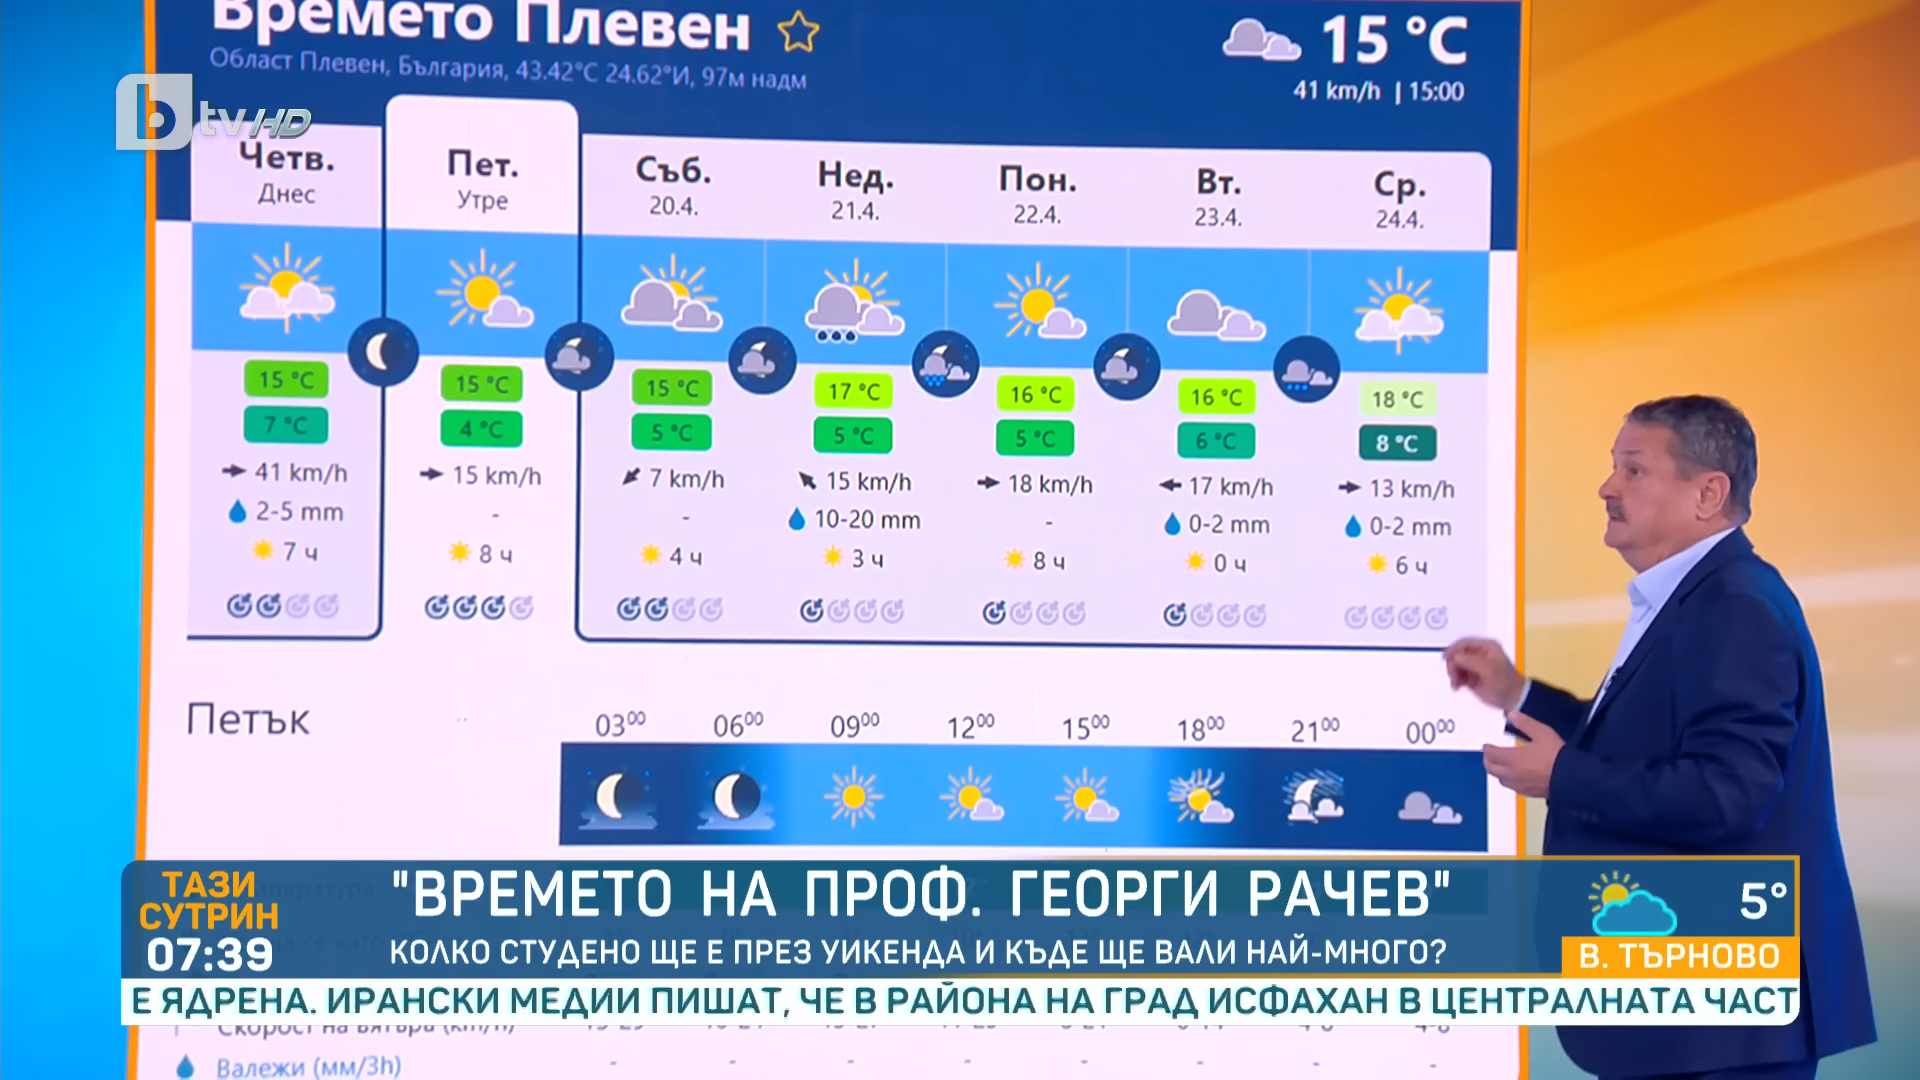 Времето Плевен
Област Плевен, България, 43.42°С 24.62°И, 97м надм
15 °C
41 km/h | 15:00
btv HD
Четв. Пет. Съб. Нед. Пон. Вт. Ср.
Днес Утре 20.4. 21.4. 22.4. 23.4. 24.4.
15 °C 15 °C 15 °C 17 °C 16 °C 16 °C 18 °C
7 °C 4 °C 5 °C 5 °C 5 °C 6 °C 8 °C
41 km/h 15 km/h 7 km/h 15 km/h 18 km/h 17 km/h 13 km/h
2-5 mm - - 10-20 mm - 0-2 mm 0-2 mm
7 ч 8 ч 4 ч 3 ч 8 ч 0 ч 6 ч
Петък
03⁰⁰ 06⁰⁰ 09⁰⁰ 12⁰⁰ 15⁰⁰ 18⁰⁰ 21⁰⁰ 00⁰⁰
ТАЗИ СУТРИН
07:39
"ВРЕМЕТО НА ПРОФ. ГЕОРГИ РАЧЕВ"
КОЛКО СТУДЕНО ЩЕ Е ПРЕЗ УИКЕНДА И КЪДЕ ЩЕ ВАЛИ НАЙ-МНОГО?
5°
В. ТЪРНОВО
Е ЯДРЕНА. ИРАНСКИ МЕДИИ ПИШАТ, ЧЕ В РАЙОНА НА ГРАД ИСФАХАН В ЦЕНТРАЛНАТА ЧАСТ
Скорост на вятъра (km/h)
Валежи (мм/3h) - - - - - - - -